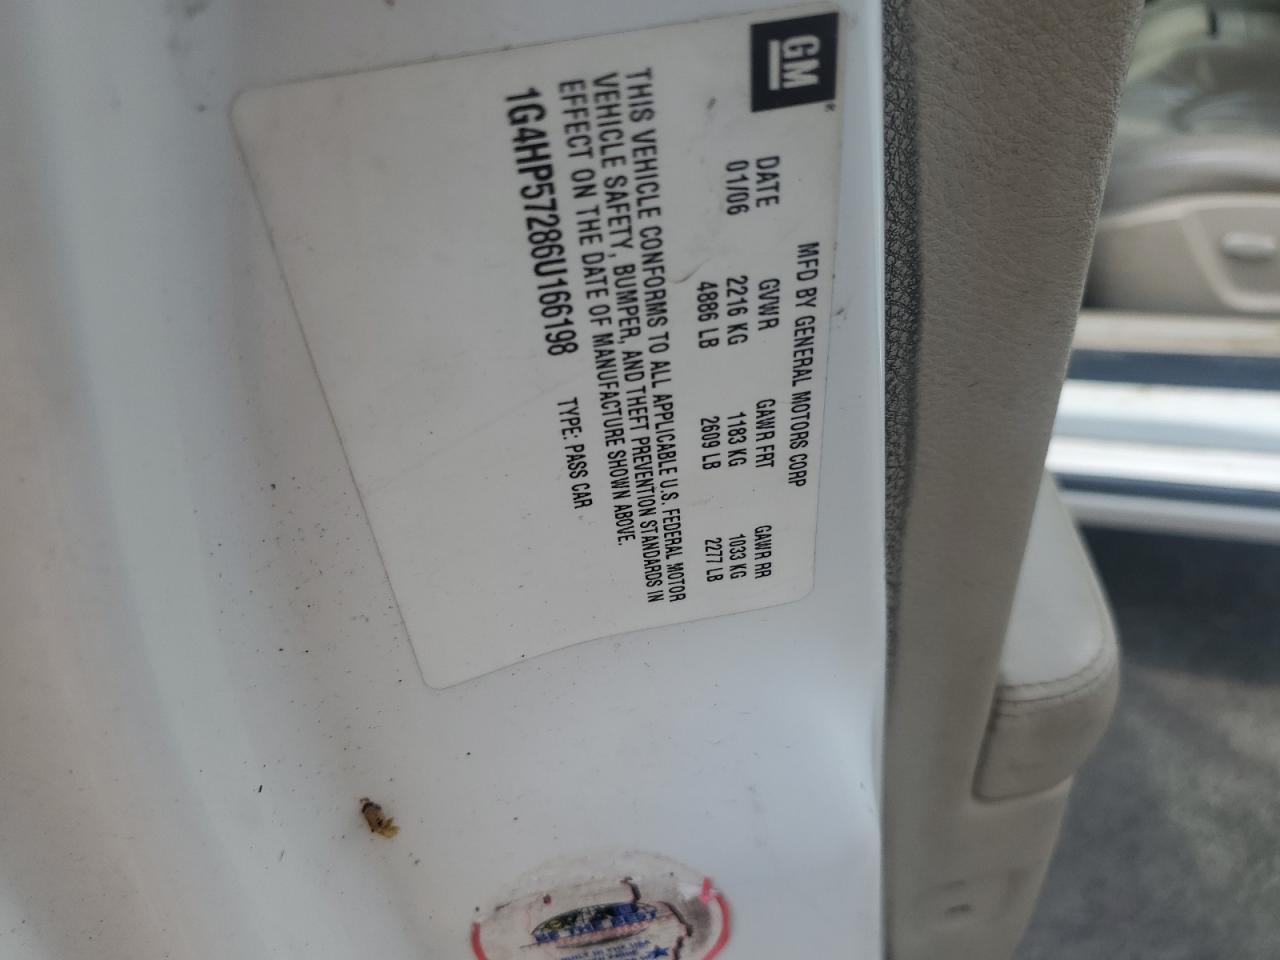 GM
MFD BY GENERAL MOTORS CORP
DATE GVWR GAWR FRT GAWR RR
01/06 2216 KG 1183 KG 1033 KG
4886 LB 2609 LB 2277 LB
THIS VEHICLE CONFORMS TO ALL APPLICABLE U.S. FEDERAL MOTOR
VEHICLE SAFETY, BUMPER, AND THEFT PREVENTION STANDARDS IN
EFFECT ON THE DATE OF MANUFACTURE SHOWN ABOVE.
1G4HP57286U166198 TYPE: PASS CAR
THE BEST